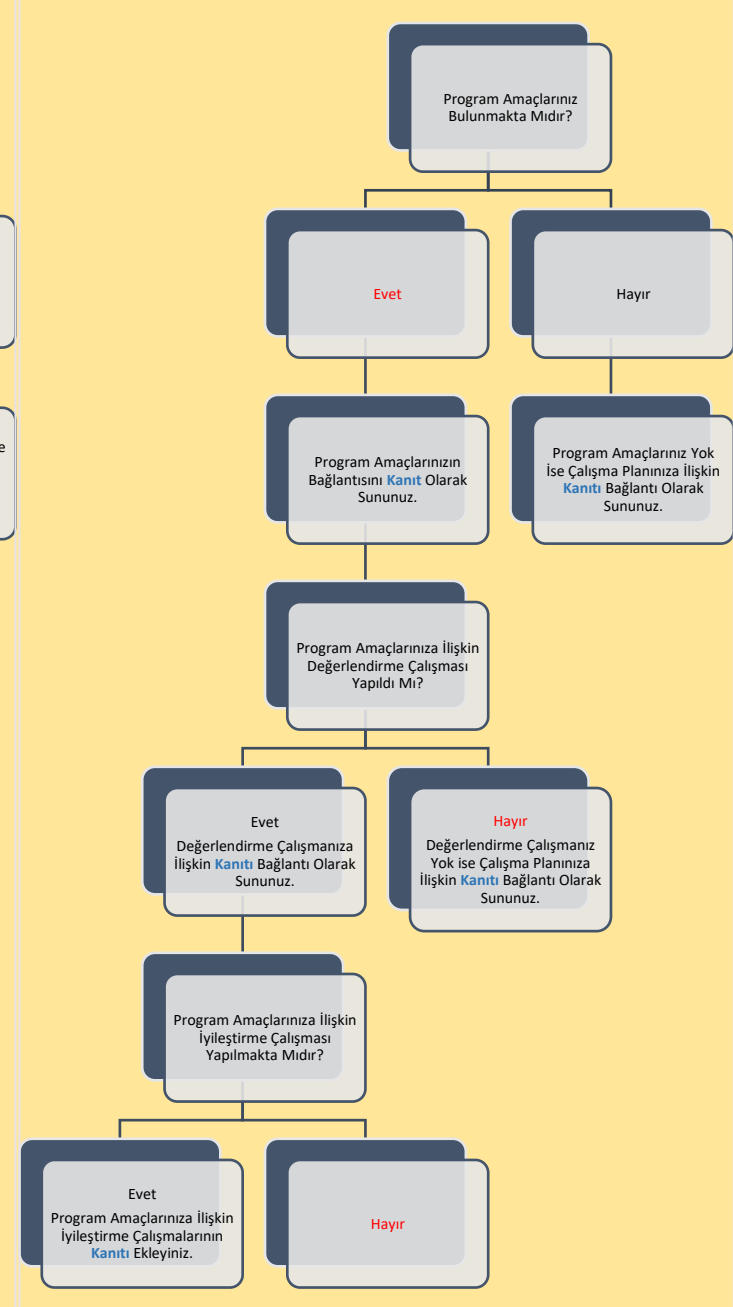 Program Amaçlarınız
Bulunmakta Mıdır?
Evet
Hayır
Program Amaçlarınızın
Bağlantısını Kanıt Olarak
Sununuz.
Program Amaçlarınız Yok
İse Çalışma Planınıza İlişkin
Kanıtı Bağlantı Olarak
Sununuz.
Program Amaçlarınıza İlişkin
Değerlendirme Çalışması
Yapıldı Mı?
Evet
Değerlendirme Çalışmanıza
İlişkin Kanıtı Bağlantı Olarak
Sununuz.
Hayır
Değerlendirme Çalışmanız
Yok ise Çalışma Planınıza
İlişkin Kanıtı Bağlantı Olarak
Sununuz.
Program Amaçlarınıza İlişkin
İyileştirme Çalışması
Yapılmakta Mıdır?
Evet
Program Amaçlarınıza İlişkin
İyileştirme Çalışmalarının
Kanıtı Ekleyiniz.
Hayır